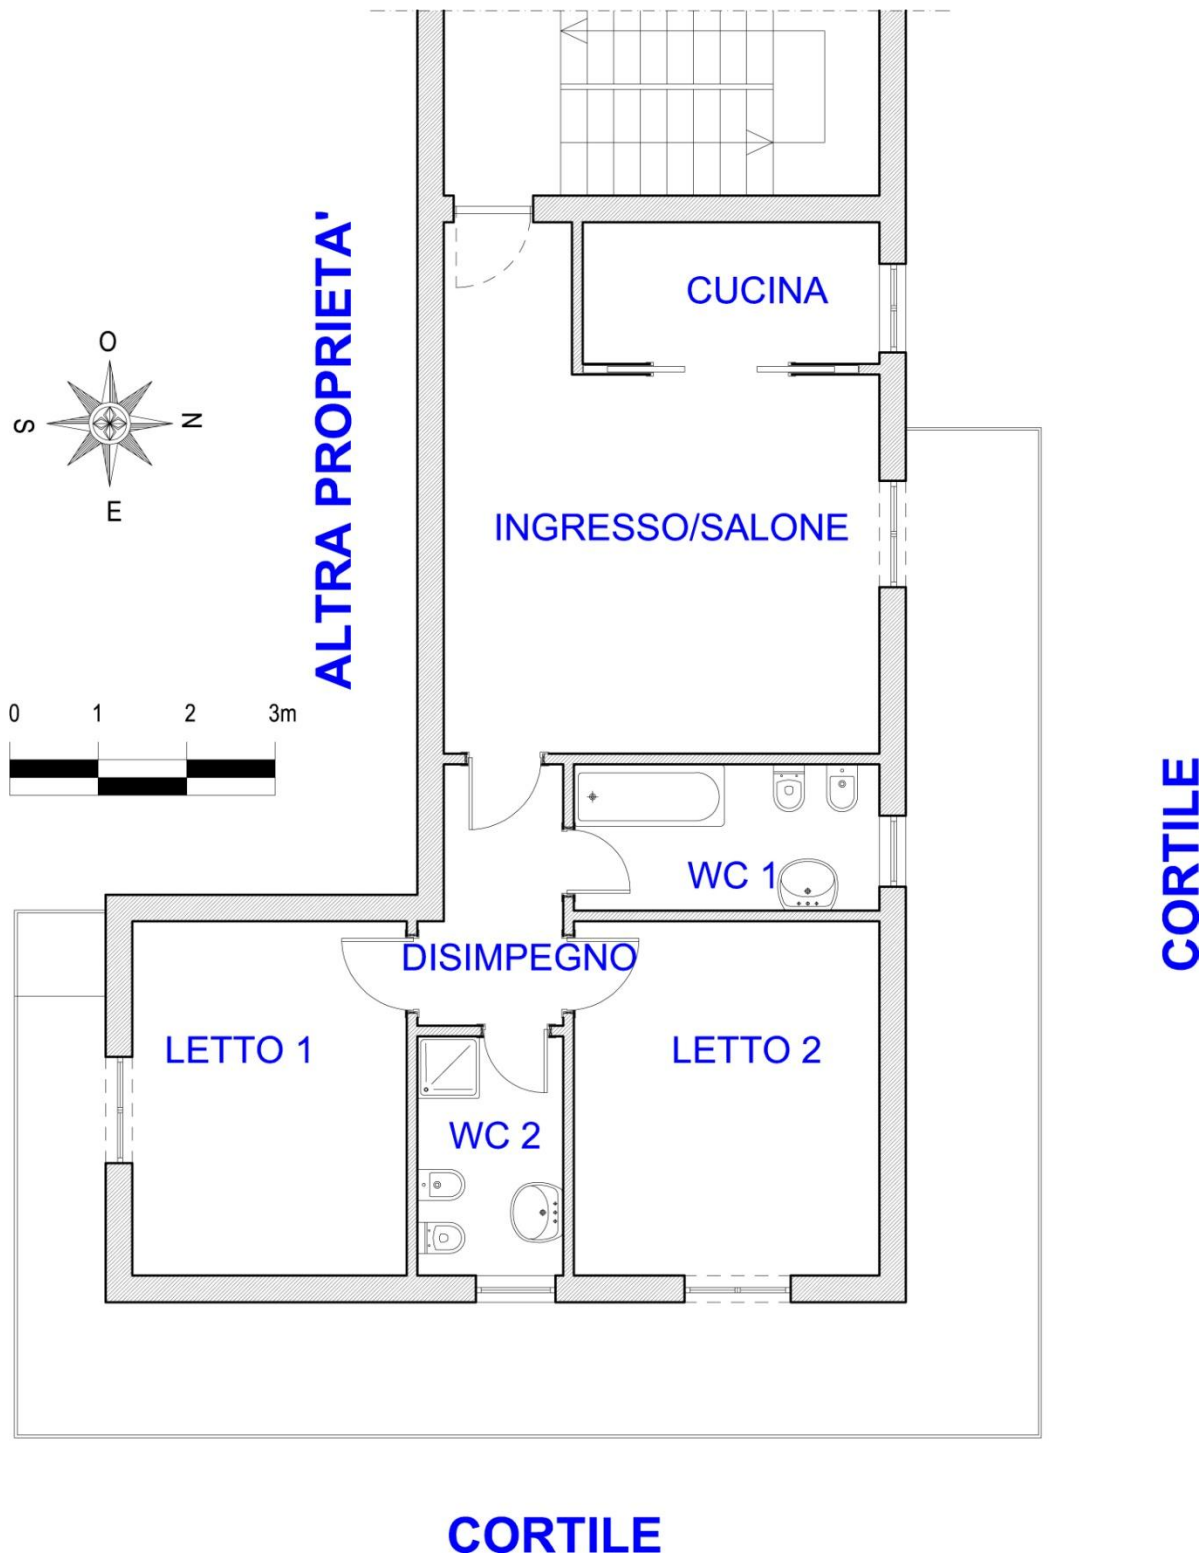 CUCINA
ALTRA PROPRIETA'
O
S
N
E
INGRESSO/SALONE
0 1 2 3m
CORTILE
WC 1
DISIMPEGNO
LETTO 1
LETTO 2
WC 2
CORTILE